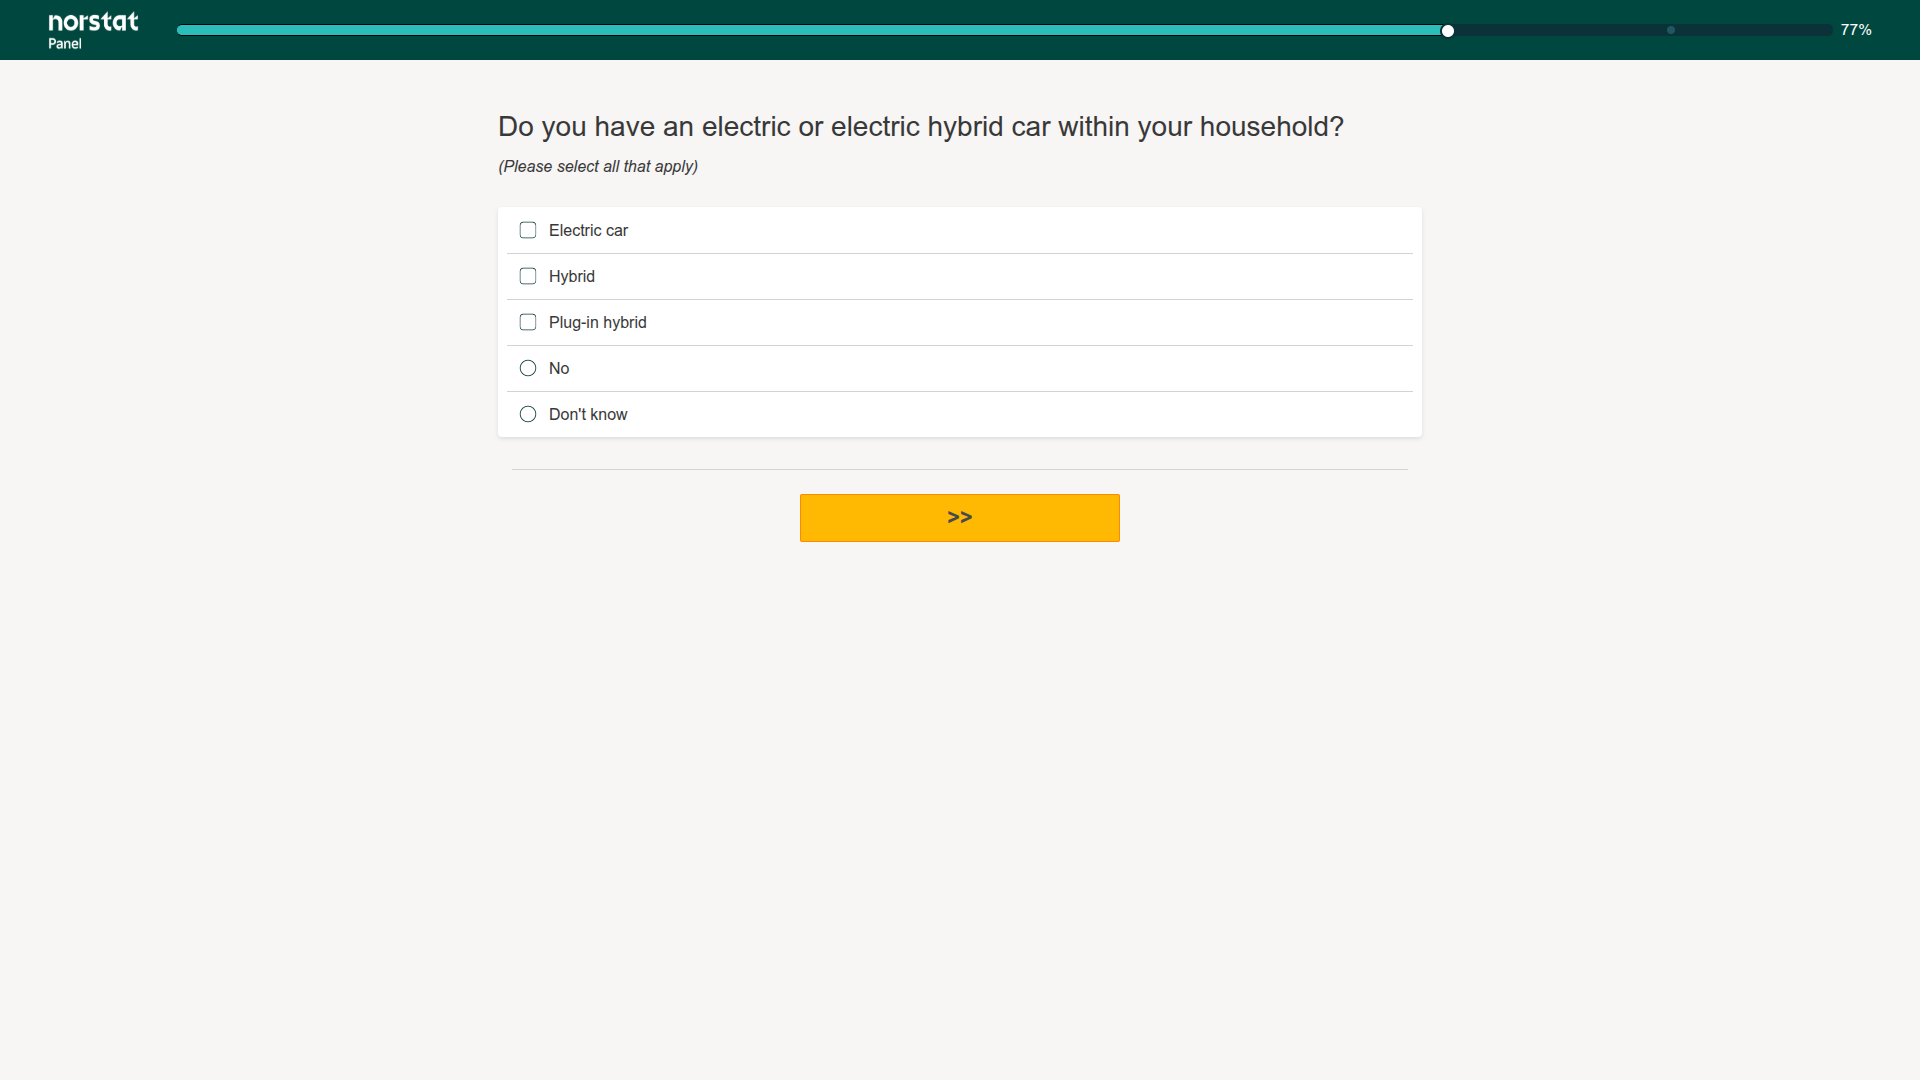 norstat
Panel
77%
Do you have an electric or electric hybrid car within your household?
(Please select all that apply)
Electric car
Hybrid
Plug-in hybrid
No
Don't know
>>